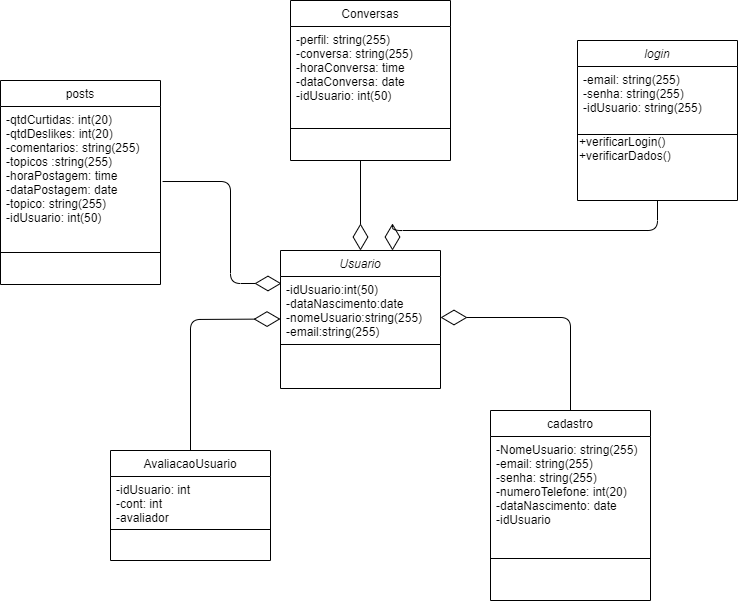 Conversas
-perfil: string(255)
-conversa: string(255)
-horaConversa: time
-dataConversa: date
-idUsuario: int(50)
login
-email: string(255)
-senha: string(255)
-idUsuario: string(255)
+verificarLogin()
+verificarDados()
posts
-qtdCurtidas: int(20)
-qtdDeslikes: int(20)
-comentarios: string(255)
-topicos :string(255)
-horaPostagem: time
-dataPostagem: date
-topico: string(255)
-idUsuario: int(50)
Usuario
-idUsuario:int(50)
-dataNascimento:date
-nomeUsuario:string(255)
-email:string(255)
AvaliacaoUsuario
-idUsuario: int
-cont: int
-avaliador
cadastro
-NomeUsuario: string(255)
-email: string(255)
-senha: string(255)
-numeroTelefone: int(20)
-dataNascimento: date
-idUsuario